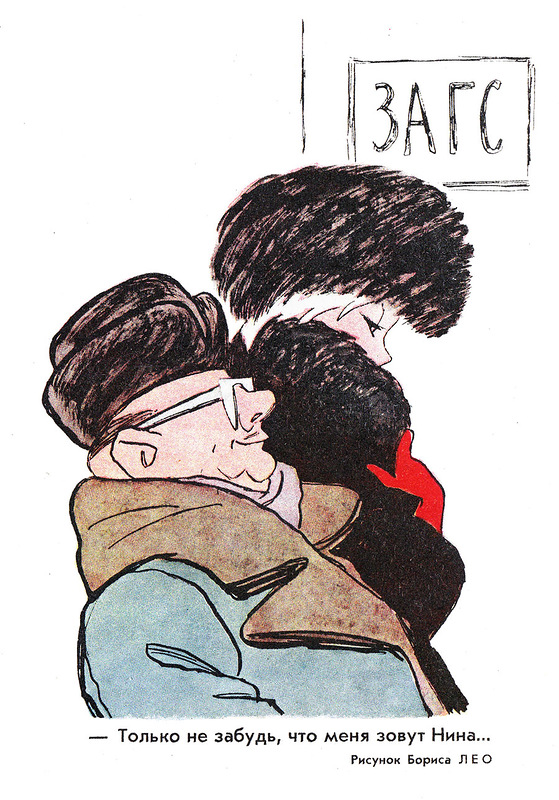 ЗАГС
— Только не забудь, что меня зовут Нина...
Рисунок Бориса ЛЕО